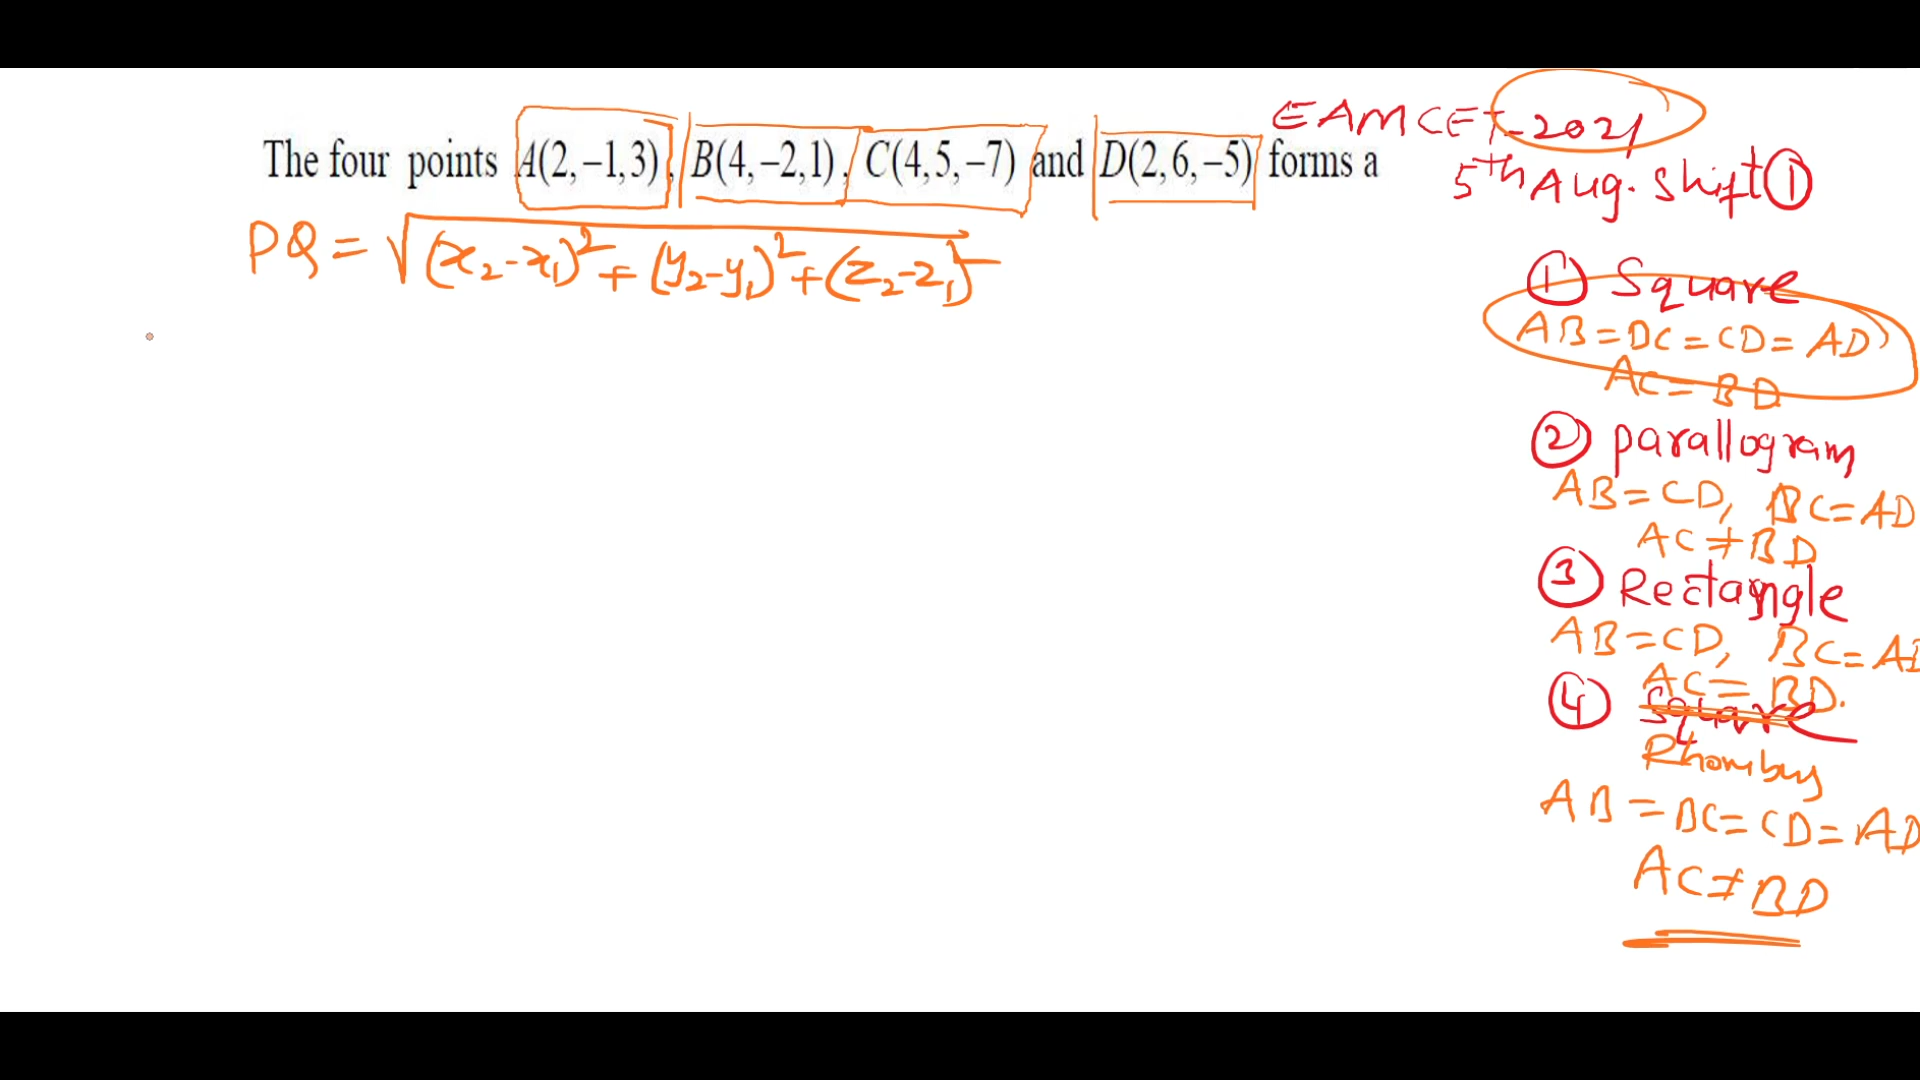 The four points A(2,–1,3), B(4,–2,1), C(4,5,–7) and D(2,6,–5) forms a
EAMCET-2021
5th Aug. Shift ①
PQ = √(x₂-x₁)² + (y₂-y₁)² + (z₂-z₁)²
① Square
AB = DC = CD = AD
AC = BD
② parallogram
AB = CD, BC = AD
AC ≠ BD
③ Rectangle
AB = CD, BC = AD
AC = BD.
④ Square
Rhombus
AB = BC = CD = AD
AC ≠ BD